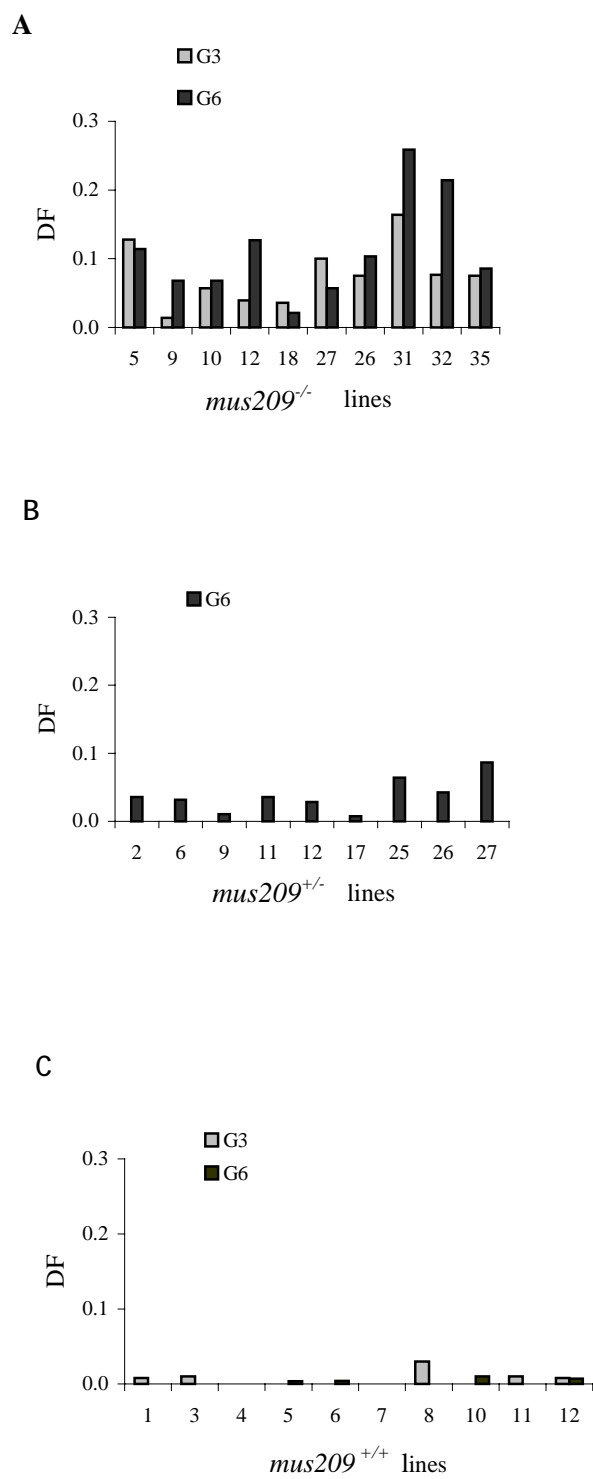 A
G3
G6
0.3
0.2
0.1
0.0
DF
5 9 10 12 18 27 26 31 32 35
mus209-/- lines
B
G6
0.3
0.2
0.1
0.0
DF
2 6 9 11 12 17 25 26 27
mus209+/- lines
C
G3
G6
0.3
0.2
0.1
0.0
DF
1 3 4 5 6 7 8 10 11 12
mus209 +/+ lines